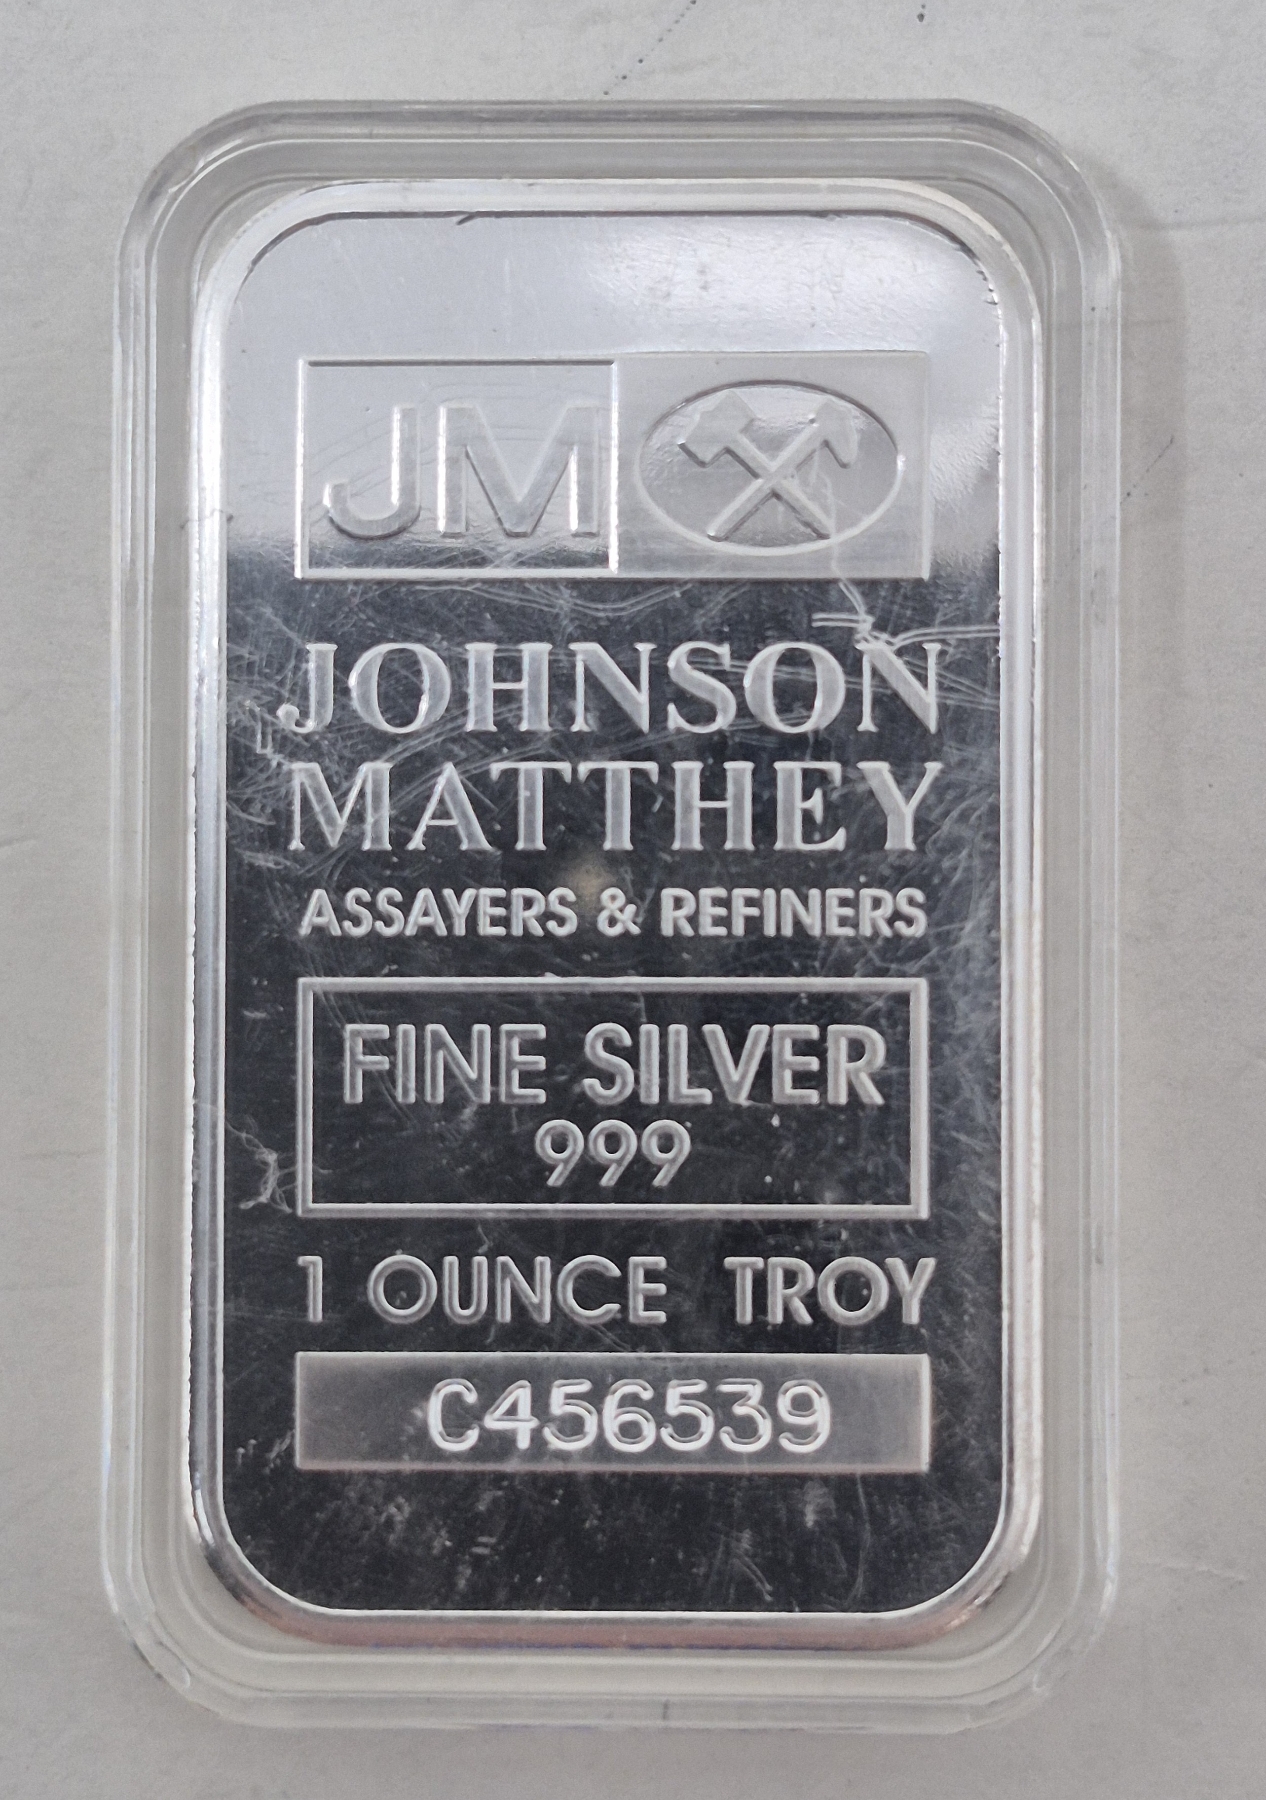 JM
JOHNSON
MATTHEY
ASSAYERS & REFINERS
FINE SILVER
999
1 OUNCE TROY
C456539